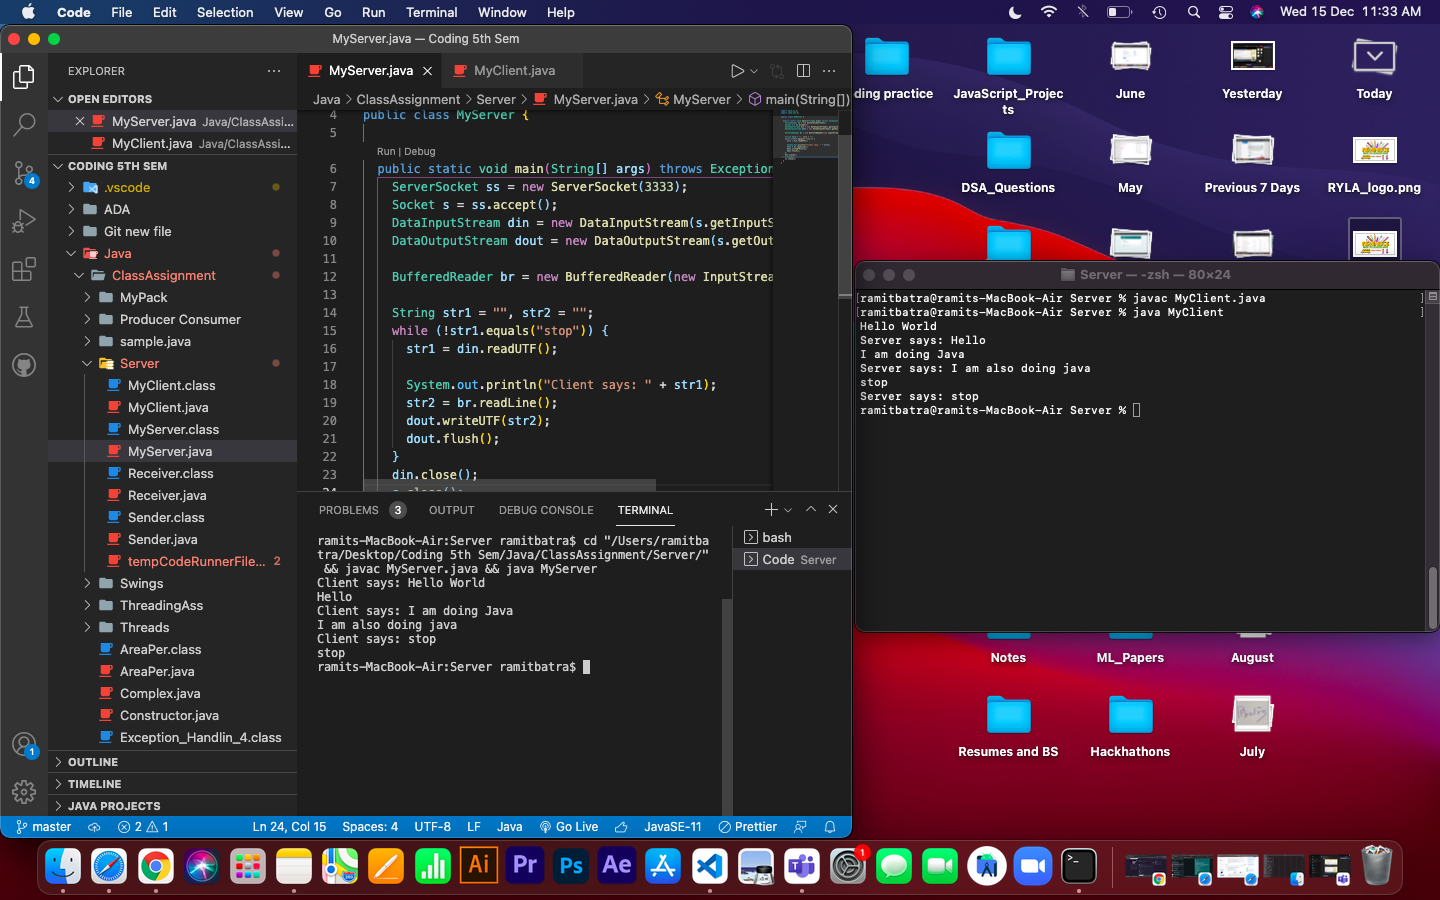 Code File Edit Selection View Go Run Terminal Window Help Wed 15 Dec 11:33 AM
MyServer.java — Coding 5th Sem
EXPLORER
OPEN EDITORS
MyServer.java Java/ClassAssi...
MyClient.java Java/ClassAssi...
CODING 5TH SEM
.vscode
ADA
Git new file
Java
ClassAssignment
MyPack
Producer Consumer
sample.java
Server
MyClient.class
MyClient.java
MyServer.class
MyServer.java
Receiver.class
Receiver.java
Sender.class
Sender.java
tempCodeRunnerFile... 2
Swings
ThreadingAss
Threads
AreaPer.class
AreaPer.java
Complex.java
Constructor.java
Exception_Handlin_4.class
OUTLINE
TIMELINE
JAVA PROJECTS
4
1
MyServer.java MyClient.java
Java > ClassAssignment > Server > MyServer.java > MyServer > main(String[])
4 public class MyServer {
5
Run | Debug
6 public static void main(String[] args) throws Exception
7 ServerSocket ss = new ServerSocket(3333);
8 Socket s = ss.accept();
9 DataInputStream din = new DataInputStream(s.getInputS
10 DataOutputStream dout = new DataOutputStream(s.getOut
11
12 BufferedReader br = new BufferedReader(new InputStrea
13
14 String str1 = "", str2 = "";
15 while (!str1.equals("stop")) {
16 str1 = din.readUTF();
17
18 System.out.println("Client says: " + str1);
19 str2 = br.readLine();
20 dout.writeUTF(str2);
21 dout.flush();
22 }
23 din.close();
PROBLEMS 3 OUTPUT DEBUG CONSOLE TERMINAL
ramits-MacBook-Air:Server ramitbatra$ cd "/Users/ramitba
tra/Desktop/Coding 5th Sem/Java/ClassAssignment/Server/"
&& javac MyServer.java && java MyServer
Client says: Hello World
Hello
Client says: I am doing Java
I am also doing java
Client says: stop
stop
ramits-MacBook-Air:Server ramitbatra$
bash
Code Server
master 2 1 Ln 24, Col 15 Spaces: 4 UTF-8 LF Java Go Live JavaSE-11 Prettier
ding practice
JavaScript_Projec
ts
June
Yesterday
Today
DSA_Questions
May
Previous 7 Days
RYLA_logo.png
Server — -zsh — 80×24
[ramitbatra@ramits-MacBook-Air Server % javac MyClient.java ]
[ramitbatra@ramits-MacBook-Air Server % java MyClient ]
Hello World
Server says: Hello
I am doing Java
Server says: I am also doing java
stop
Server says: stop
ramitbatra@ramits-MacBook-Air Server %
Notes
ML_Papers
August
Resumes and BS
Hackhathons
July
Ai Pr Ps Ae 1